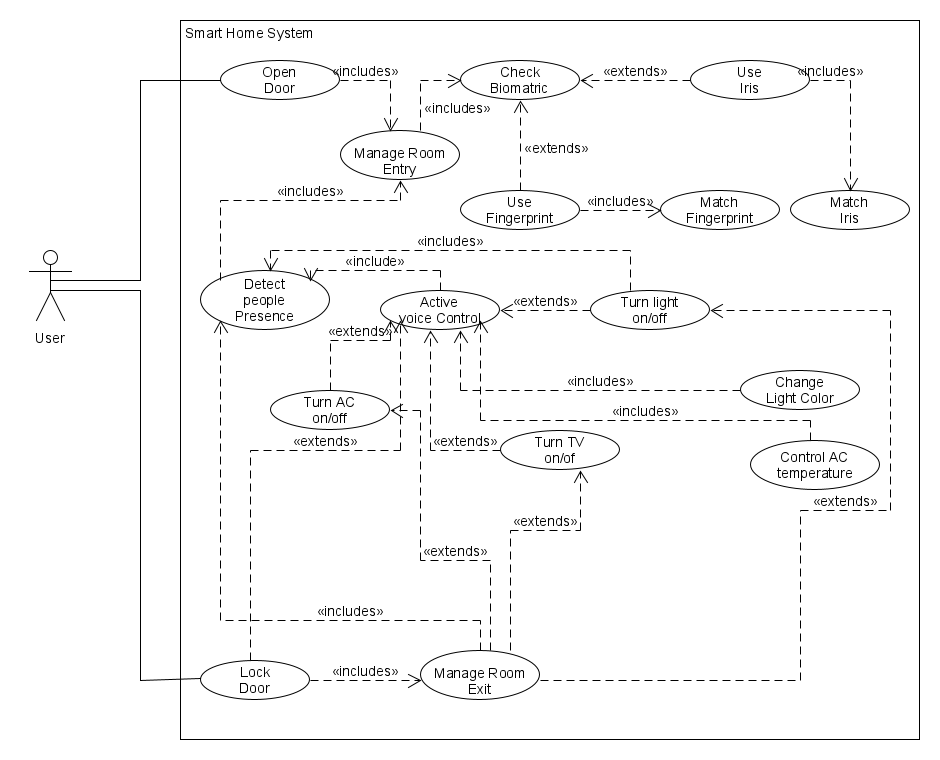 Smart Home System
Open
Door
«includes»
Check
Biomatric
«extends»
Use
Iris
«includes»
«includes»
Manage Room
Entry
«extends»
«includes»
Use
Fingerprint
«includes»
Match
Fingerprint
Match
Iris
«includes»
«include»
User
Detect
people
Presence
Active
voice Control
«extends»
Turn light
on/off
«extends»
«includes»
Change
Light Color
Turn AC
on/off
«includes»
«extends»
«extends»
Turn TV
on/of
Control AC
temperature
«extends»
«extends»
«extends»
«includes»
Lock
Door
«includes»
Manage Room
Exit